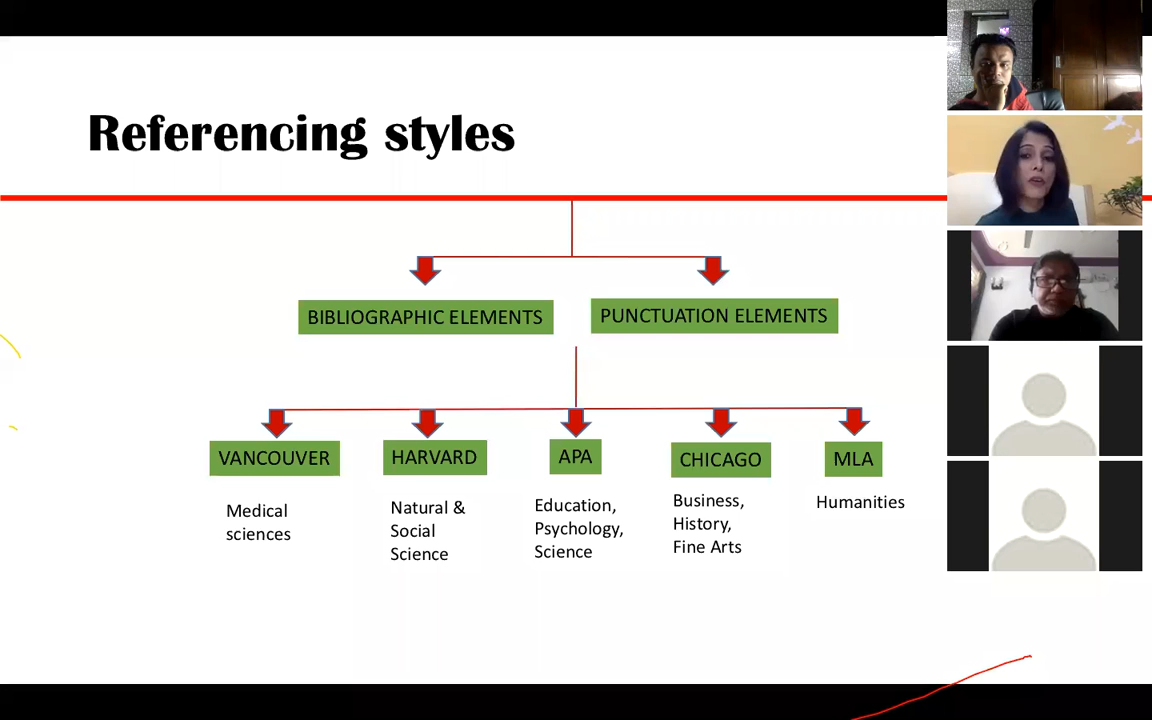 Referencing styles
BIBLIOGRAPHIC ELEMENTS
PUNCTUATION ELEMENTS
VANCOUVER
HARVARD
APA
CHICAGO
MLA
Medical
sciences
Natural &
Social
Science
Education,
Psychology,
Science
Business,
History,
Fine Arts
Humanities